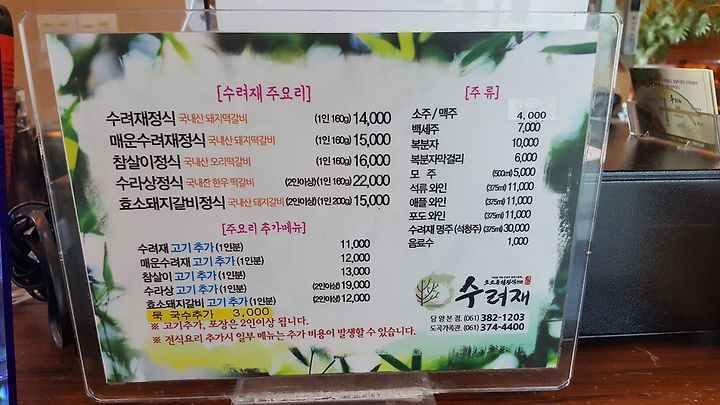 [수려재 주요리]
수려재정식 국내산 돼지떡갈비 (1인 160g) 14,000
매운수려재정식 국내산 돼지떡갈비 (1인 160g) 15,000
참살이정식 국내산 오리떡갈비 (1인 160g) 16,000
수라상정식 국내산 한우 떡갈비 (2인이상) (1인 160g) 22,000
효소돼지갈비정식 국내산 돼지갈비 (2인이상) (1인 200g) 15,000
[주요리 추가메뉴]
수려재 고기 추가 (1인분) 11,000
매운수려재 고기 추가 (1인분) 12,000
참살이 고기 추가 (1인분) 13,000
수라상 고기 추가 (1인분) (2인이상) 19,000
효소돼지갈비 고기 추가 (1인분) (2인이상) 12,000
묵 국수추가 3,000
※ 고기추가, 포장은 2인이상 됩니다.
※ 전식요리 추가시 일부 메뉴는 추가 비용이 발생할 수 있습니다.
[주 류]
소주 / 맥주 4,000
백세주 7,000
복분자 10,000
복분자막걸리 6,000
모 주 (500ml) 5,000
석류 와인 (375ml) 11,000
애플 와인 (375ml) 11,000
포도 와인 (375ml) 11,000
수려재 명주 (석청주) (375ml) 30,000
음료수 1,000
수려재
담양본점. (061) 382-1203
도곡가족관. (061) 374-4400